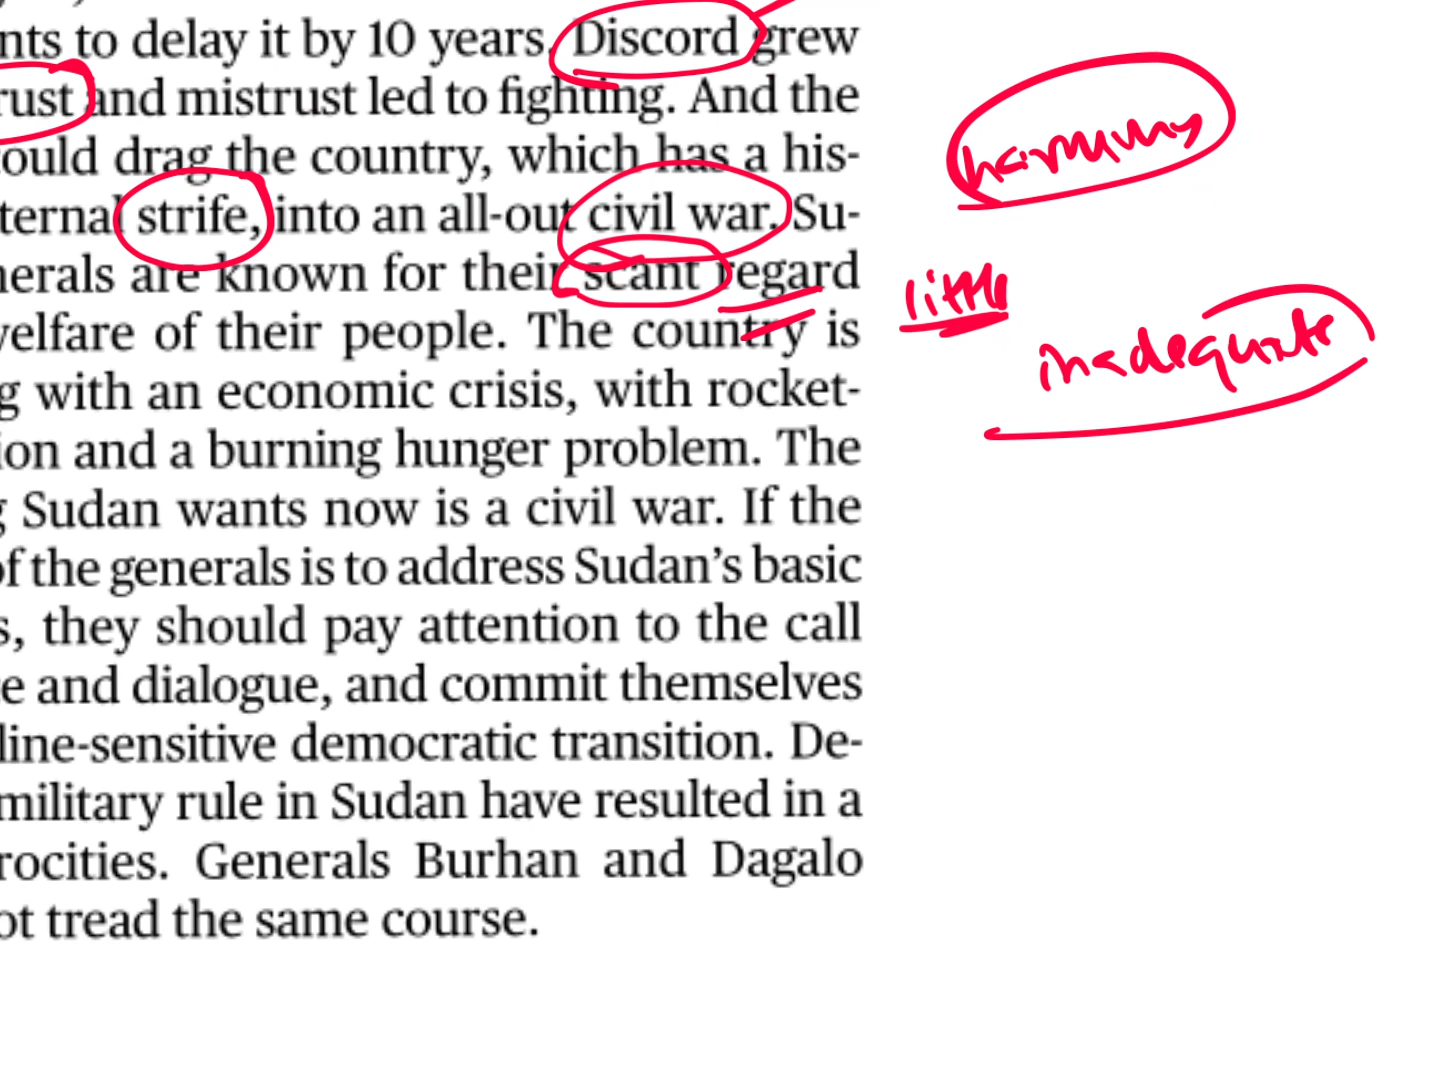 nts to delay it by 10 years. Discord grew
rust and mistrust led to fighting. And the
ould drag the country, which has a his-
ternal strife, into an all-out civil war. Su-
nerals are known for their scant regard
velfare of their people. The country is
g with an economic crisis, with rocket-
ion and a burning hunger problem. The
g Sudan wants now is a civil war. If the
of the generals is to address Sudan’s basic
s, they should pay attention to the call
e and dialogue, and commit themselves
line-sensitive democratic transition. De-
military rule in Sudan have resulted in a
rocities. Generals Burhan and Dagalo
ot tread the same course.
harmony
little
inadequate